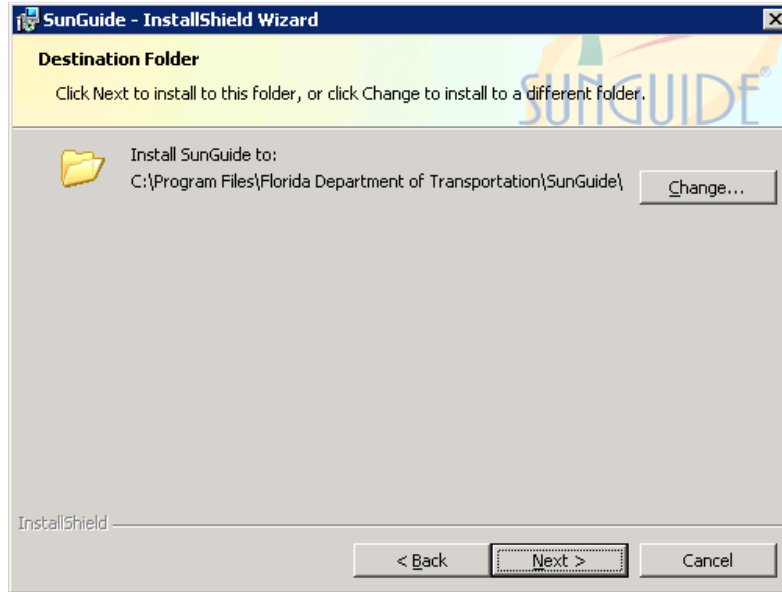 SunGuide - InstallShield Wizard
Destination Folder
Click Next to install to this folder, or click Change to install to a different folder.
SUNGUIDE®
Install SunGuide to:
C:\Program Files\Florida Department of Transportation\SunGuide\
Change...
InstallShield
< Back
Next >
Cancel